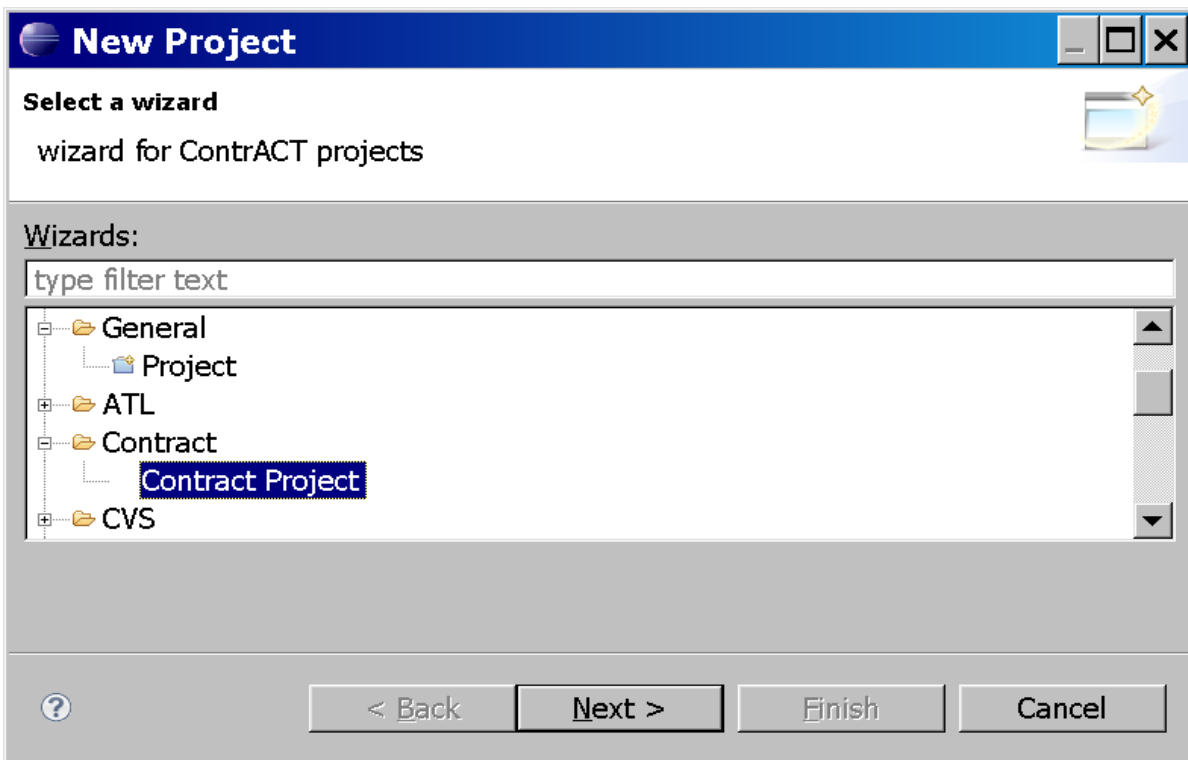 New Project
Select a wizard
wizard for ContrACT projects
Wizards:
type filter text
General
Project
ATL
Contract
Contract Project
CVS
< Back Next > Finish Cancel